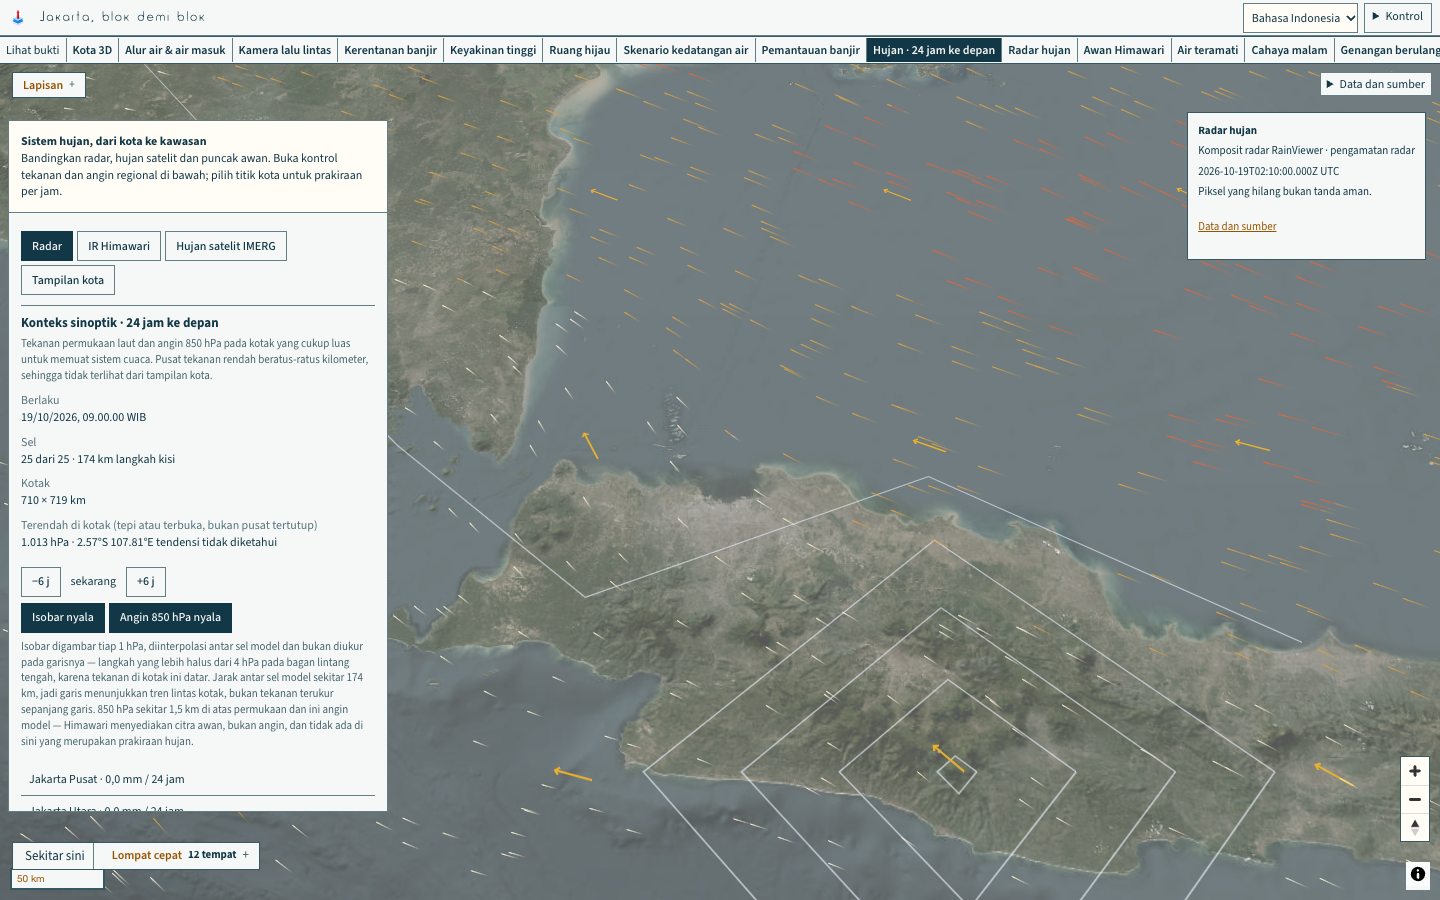 Jakarta, blok demi blok
Bahasa Indonesia
Kontrol
Lihat bukti
Kota 3D
Alur air & air masuk
Kamera lalu lintas
Kerentanan banjir
Keyakinan tinggi
Ruang hijau
Skenario kedatangan air
Pemantauan banjir
Hujan · 24 jam ke depan
Radar hujan
Awan Himawari
Air teramati
Cahaya malam
Genangan berulang
Lapisan +
Data dan sumber
Sistem hujan, dari kota ke kawasan
Bandingkan radar, hujan satelit dan puncak awan. Buka kontrol
tekanan dan angin regional di bawah; pilih titik kota untuk prakiraan
per jam.
Radar
IR Himawari
Hujan satelit IMERG
Tampilan kota
Konteks sinoptik · 24 jam ke depan
Tekanan permukaan laut dan angin 850 hPa pada kotak yang cukup luas
untuk memuat sistem cuaca. Pusat tekanan rendah beratus-ratus kilometer,
sehingga tidak terlihat dari tampilan kota.
Berlaku
19/10/2026, 09.00.00 WIB
Sel
25 dari 25 · 174 km langkah kisi
Kotak
710 × 719 km
Terendah di kotak (tepi atau terbuka, bukan pusat tertutup)
1.013 hPa · 2.57°S 107.81°E tendensi tidak diketahui
−6 j
sekarang
+6 j
Isobar nyala
Angin 850 hPa nyala
Isobar digambar tiap 1 hPa, diinterpolasi antar sel model dan bukan diukur
pada garisnya — langkah yang lebih halus dari 4 hPa pada bagan lintang
tengah, karena tekanan di kotak ini datar. Jarak antar sel model sekitar 174
km, jadi garis menunjukkan tren lintas kotak, bukan tekanan terukur
sepanjang garis. 850 hPa sekitar 1,5 km di atas permukaan dan ini angin
model — Himawari menyediakan citra awan, bukan angin, dan tidak ada di
sini yang merupakan prakiraan hujan.
Jakarta Pusat · 0,0 mm / 24 jam
Jakarta Utara · 0,0 mm / 24 jam
Radar hujan
Komposit radar RainViewer · pengamatan radar
2026-10-19T02:10:00.000Z UTC
Piksel yang hilang bukan tanda aman.
Data dan sumber
Sekitar sini
Lompat cepat 12 tempat +
50 km